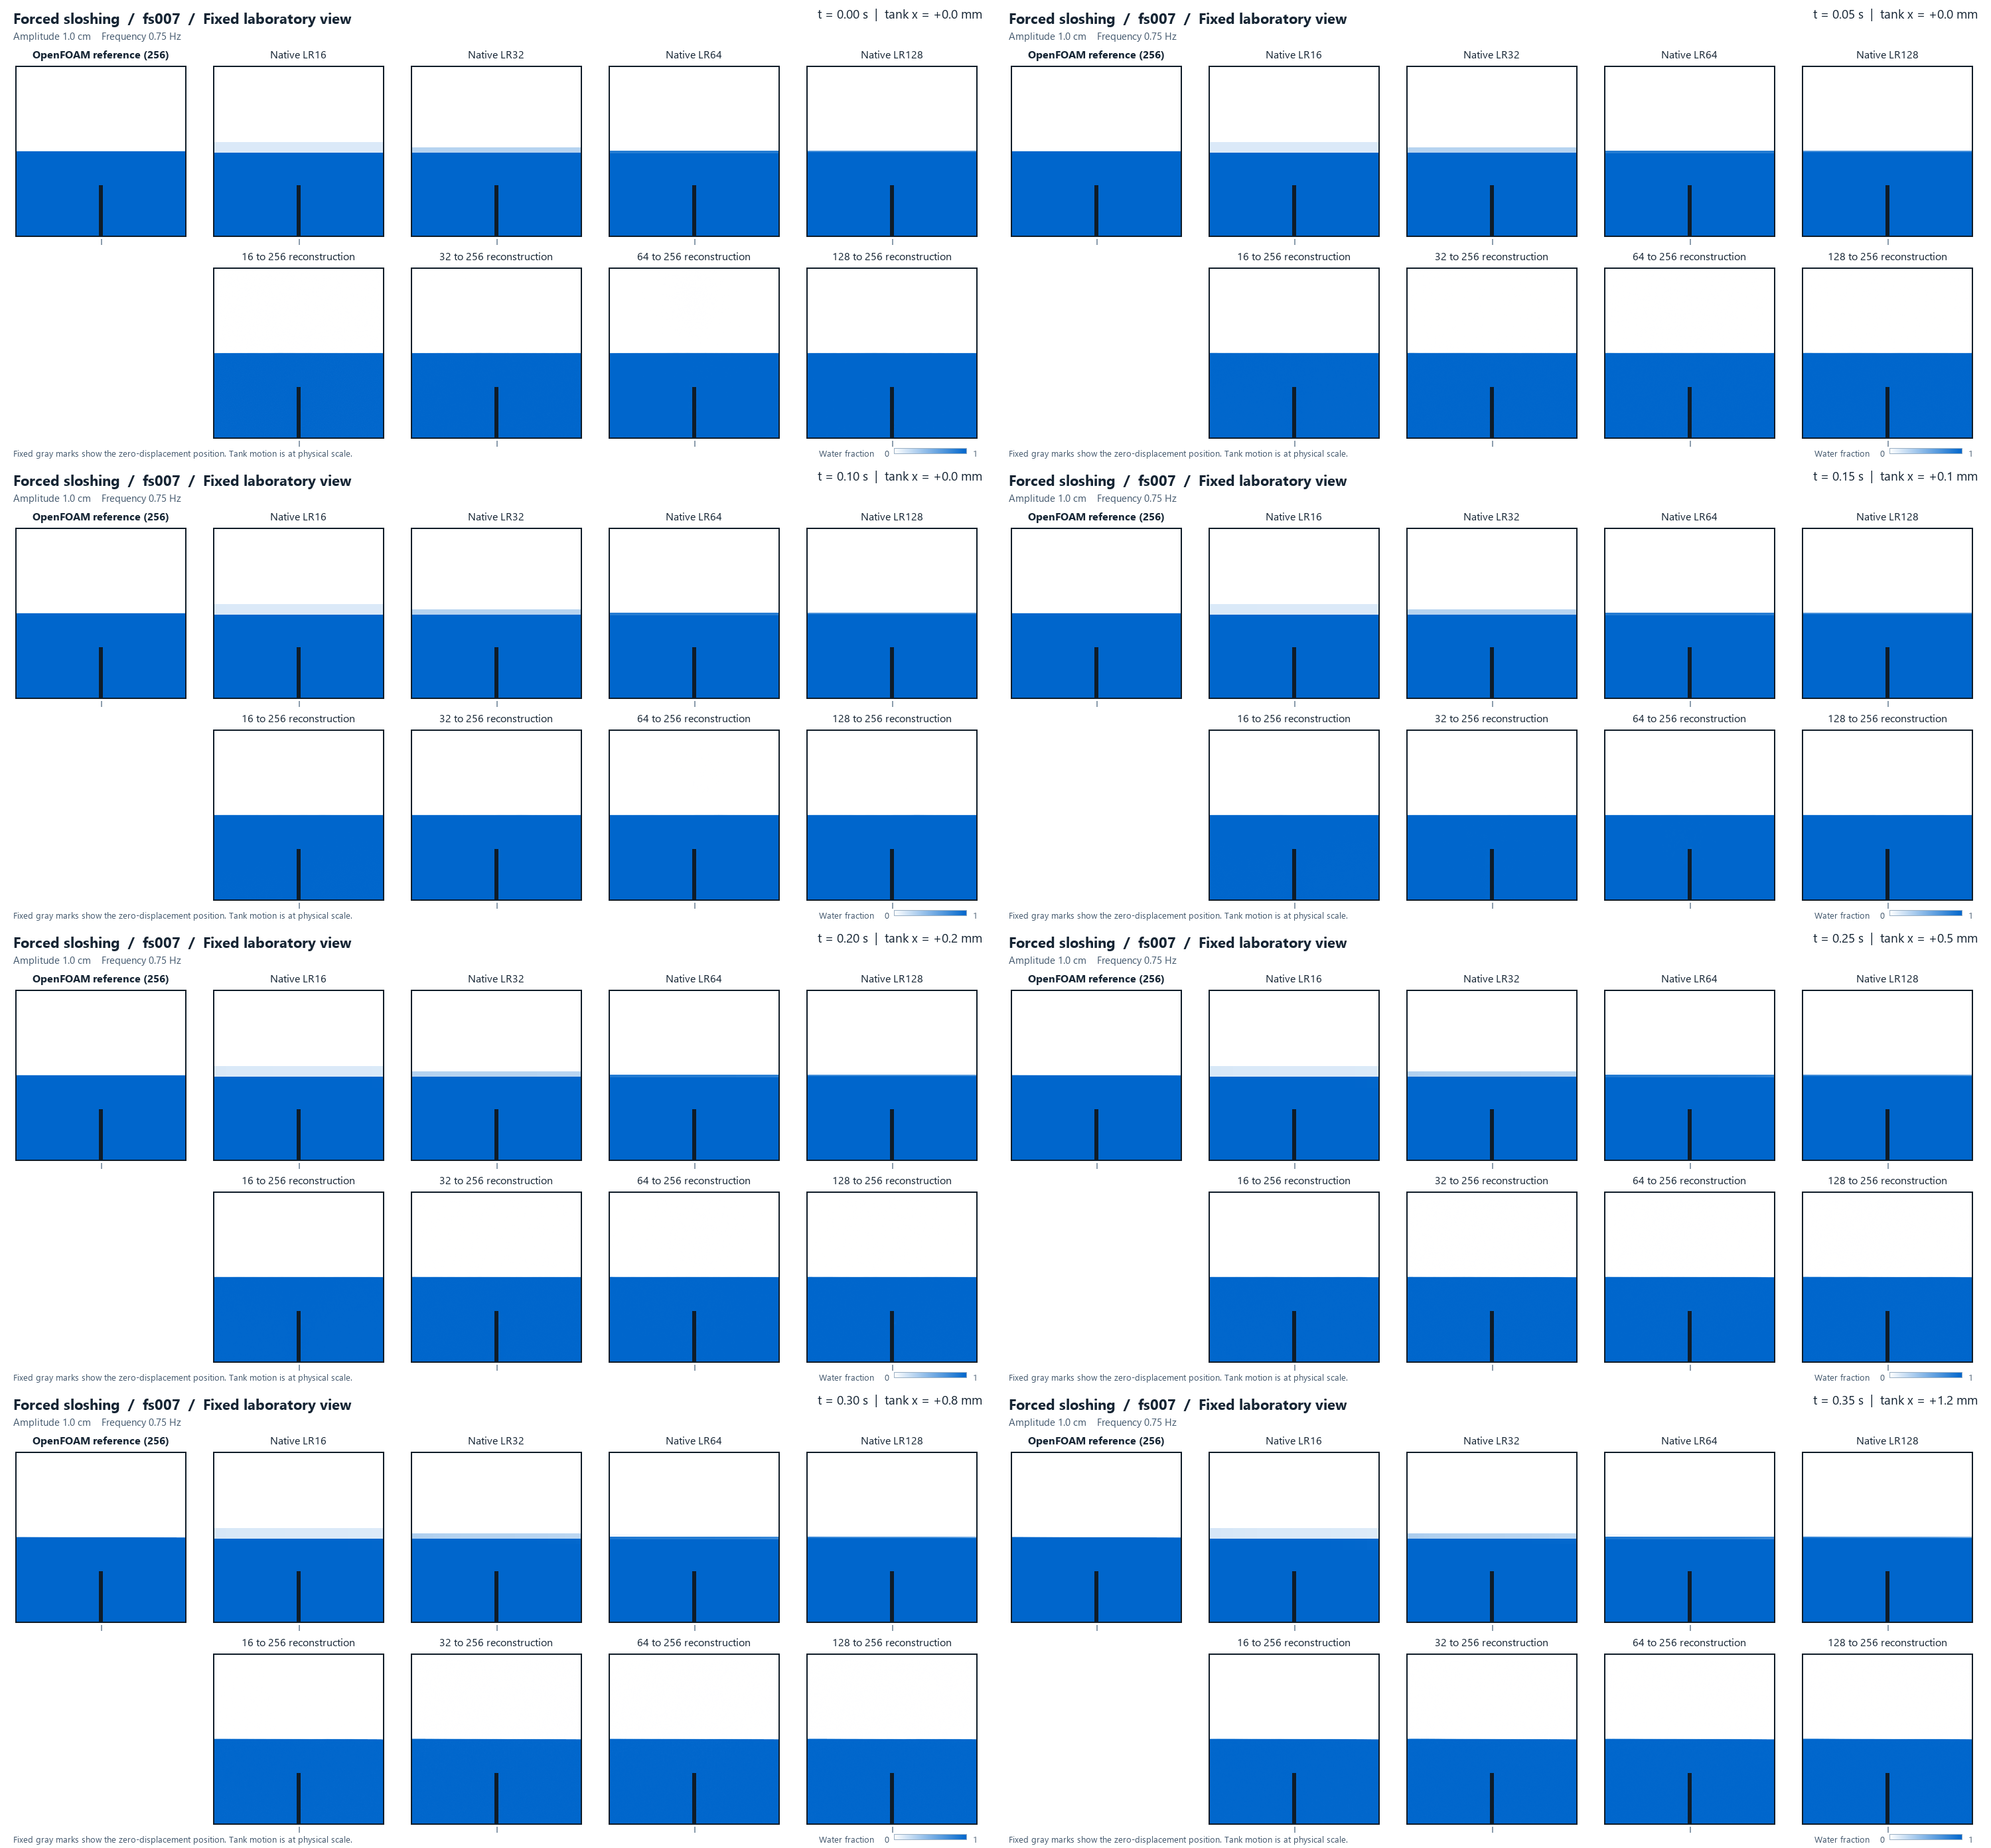 Forced sloshing / fs007 / Fixed laboratory view
t = 0.00 s | tank x = +0.0 mm
Amplitude 1.0 cm Frequency 0.75 Hz
OpenFOAM reference (256) Native LR16 Native LR32 Native LR64 Native LR128
16 to 256 reconstruction 32 to 256 reconstruction 64 to 256 reconstruction 128 to 256 reconstruction
Fixed gray marks show the zero-displacement position. Tank motion is at physical scale.
Water fraction 0 1
Forced sloshing / fs007 / Fixed laboratory view
t = 0.05 s | tank x = +0.0 mm
Amplitude 1.0 cm Frequency 0.75 Hz
OpenFOAM reference (256) Native LR16 Native LR32 Native LR64 Native LR128
16 to 256 reconstruction 32 to 256 reconstruction 64 to 256 reconstruction 128 to 256 reconstruction
Fixed gray marks show the zero-displacement position. Tank motion is at physical scale.
Water fraction 0 1
Forced sloshing / fs007 / Fixed laboratory view
t = 0.10 s | tank x = +0.0 mm
Amplitude 1.0 cm Frequency 0.75 Hz
OpenFOAM reference (256) Native LR16 Native LR32 Native LR64 Native LR128
16 to 256 reconstruction 32 to 256 reconstruction 64 to 256 reconstruction 128 to 256 reconstruction
Fixed gray marks show the zero-displacement position. Tank motion is at physical scale.
Water fraction 0 1
Forced sloshing / fs007 / Fixed laboratory view
t = 0.15 s | tank x = +0.1 mm
Amplitude 1.0 cm Frequency 0.75 Hz
OpenFOAM reference (256) Native LR16 Native LR32 Native LR64 Native LR128
16 to 256 reconstruction 32 to 256 reconstruction 64 to 256 reconstruction 128 to 256 reconstruction
Fixed gray marks show the zero-displacement position. Tank motion is at physical scale.
Water fraction 0 1
Forced sloshing / fs007 / Fixed laboratory view
t = 0.20 s | tank x = +0.2 mm
Amplitude 1.0 cm Frequency 0.75 Hz
OpenFOAM reference (256) Native LR16 Native LR32 Native LR64 Native LR128
16 to 256 reconstruction 32 to 256 reconstruction 64 to 256 reconstruction 128 to 256 reconstruction
Fixed gray marks show the zero-displacement position. Tank motion is at physical scale.
Water fraction 0 1
Forced sloshing / fs007 / Fixed laboratory view
t = 0.25 s | tank x = +0.5 mm
Amplitude 1.0 cm Frequency 0.75 Hz
OpenFOAM reference (256) Native LR16 Native LR32 Native LR64 Native LR128
16 to 256 reconstruction 32 to 256 reconstruction 64 to 256 reconstruction 128 to 256 reconstruction
Fixed gray marks show the zero-displacement position. Tank motion is at physical scale.
Water fraction 0 1
Forced sloshing / fs007 / Fixed laboratory view
t = 0.30 s | tank x = +0.8 mm
Amplitude 1.0 cm Frequency 0.75 Hz
OpenFOAM reference (256) Native LR16 Native LR32 Native LR64 Native LR128
16 to 256 reconstruction 32 to 256 reconstruction 64 to 256 reconstruction 128 to 256 reconstruction
Fixed gray marks show the zero-displacement position. Tank motion is at physical scale.
Water fraction 0 1
Forced sloshing / fs007 / Fixed laboratory view
t = 0.35 s | tank x = +1.2 mm
Amplitude 1.0 cm Frequency 0.75 Hz
OpenFOAM reference (256) Native LR16 Native LR32 Native LR64 Native LR128
16 to 256 reconstruction 32 to 256 reconstruction 64 to 256 reconstruction 128 to 256 reconstruction
Fixed gray marks show the zero-displacement position. Tank motion is at physical scale.
Water fraction 0 1